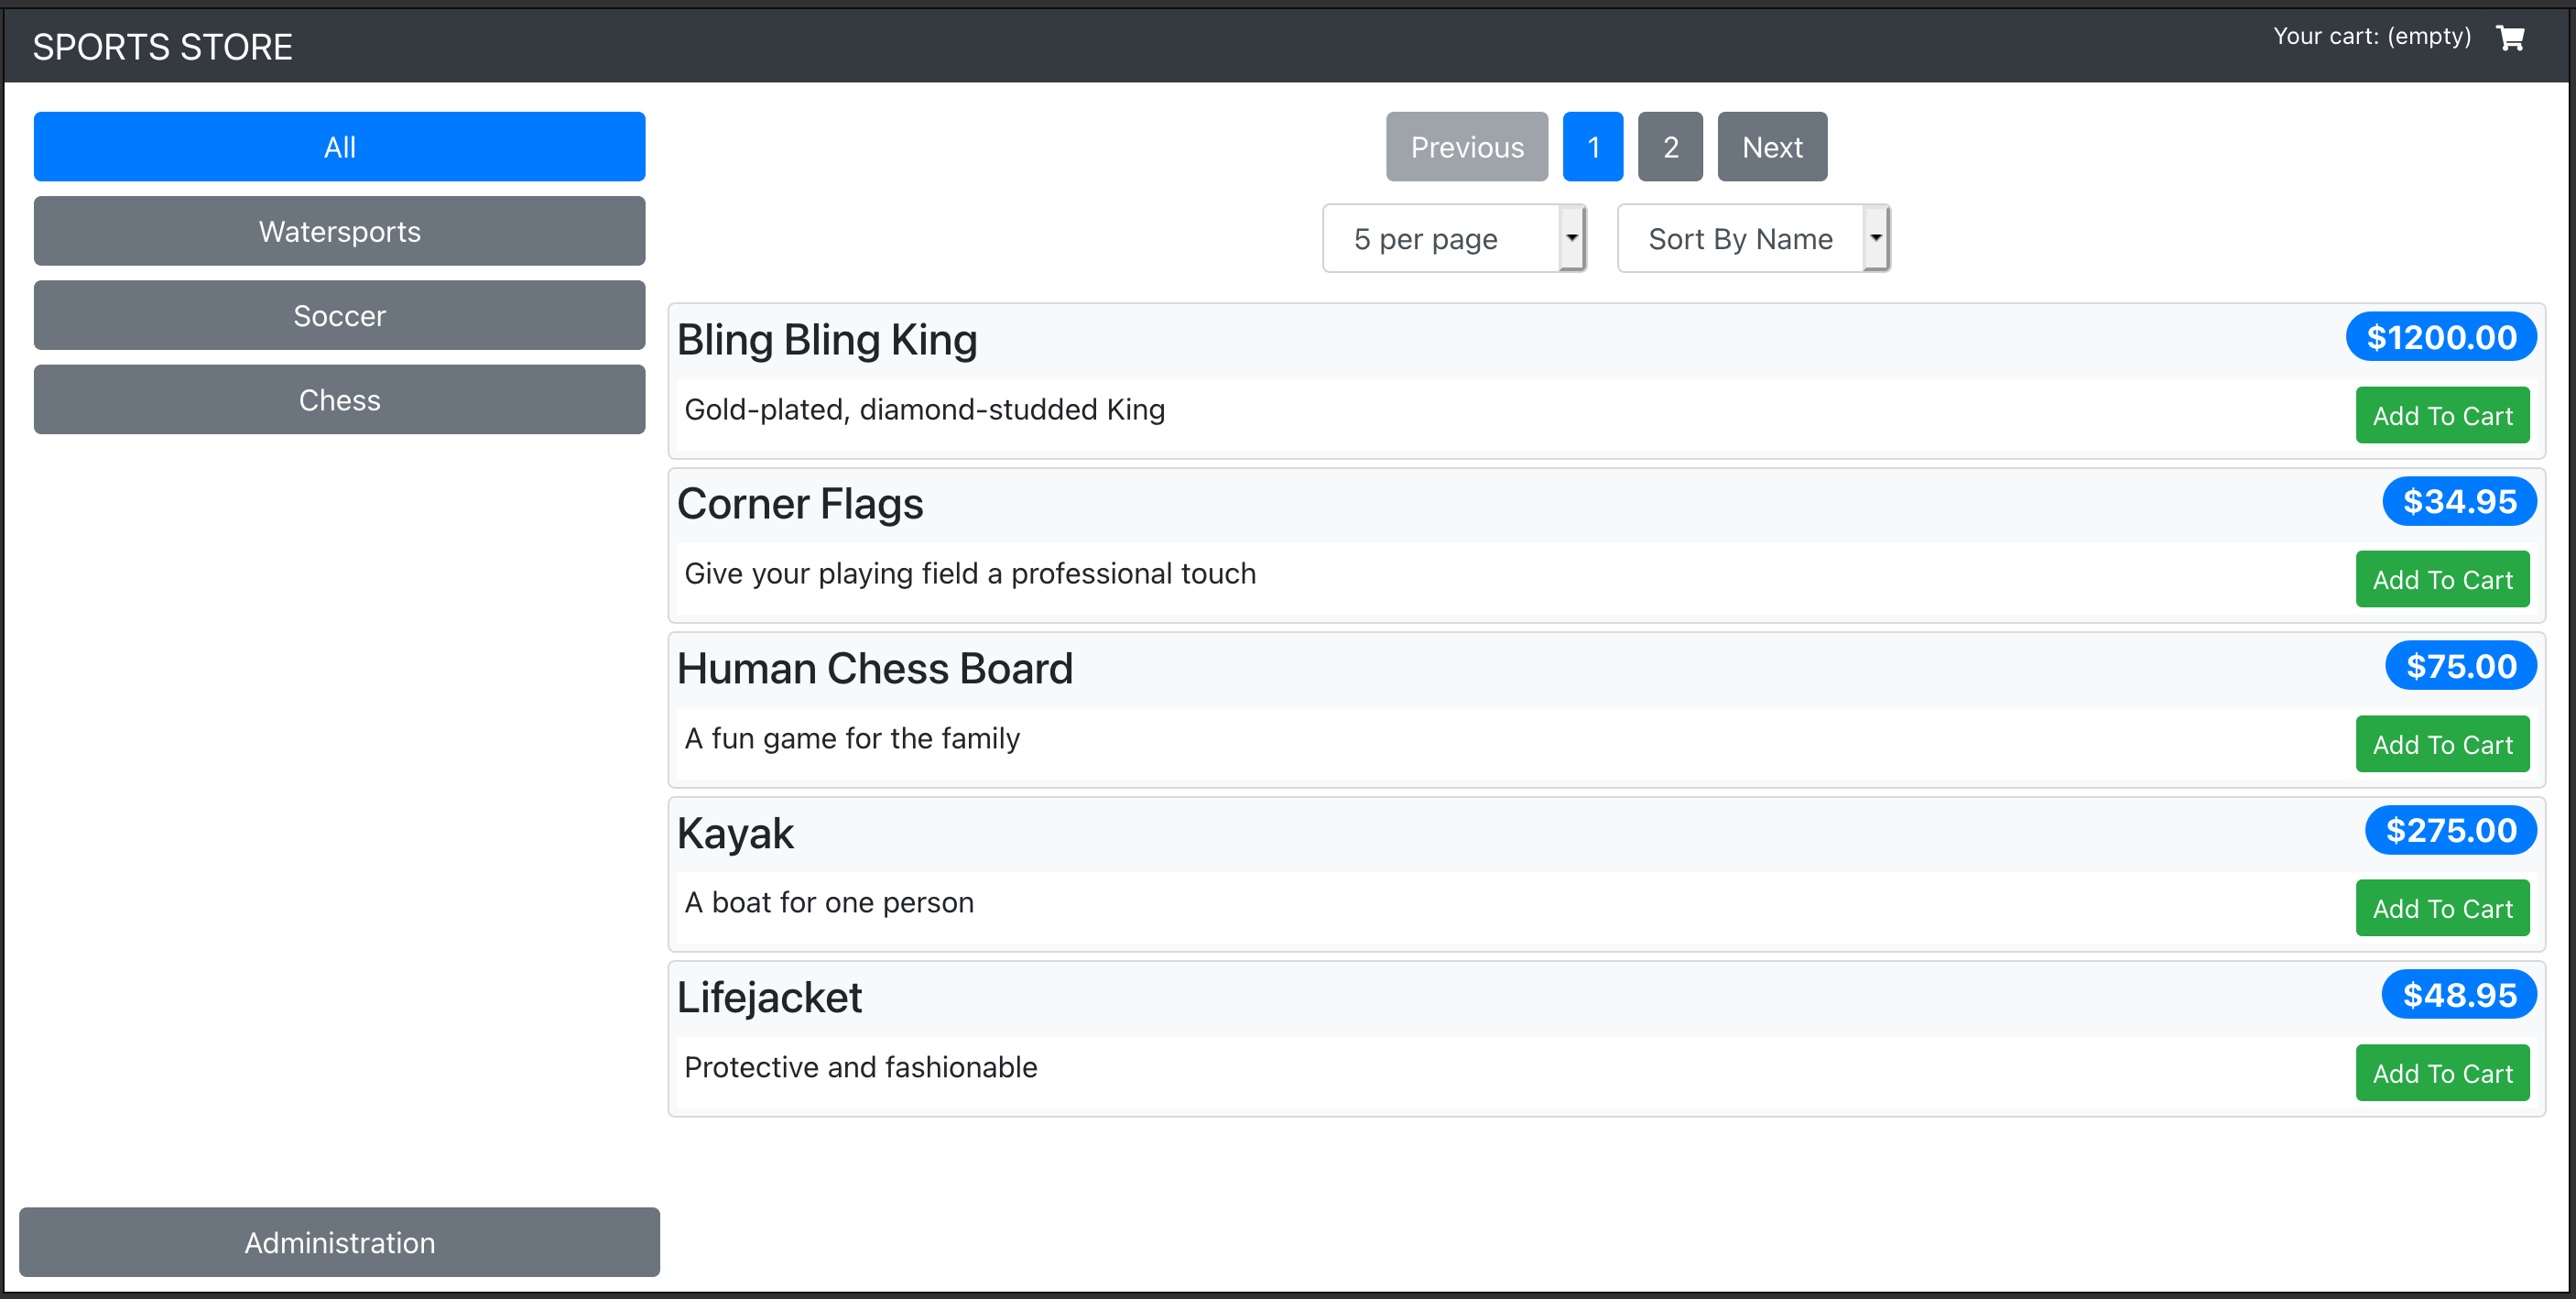 SPORTS STORE
Your cart: (empty)
All
Watersports
Soccer
Chess
Previous 1 2 Next
5 per page Sort By Name
Bling Bling King $1200.00
Gold-plated, diamond-studded King Add To Cart
Corner Flags $34.95
Give your playing field a professional touch Add To Cart
Human Chess Board $75.00
A fun game for the family Add To Cart
Kayak $275.00
A boat for one person Add To Cart
Lifejacket $48.95
Protective and fashionable Add To Cart
Administration